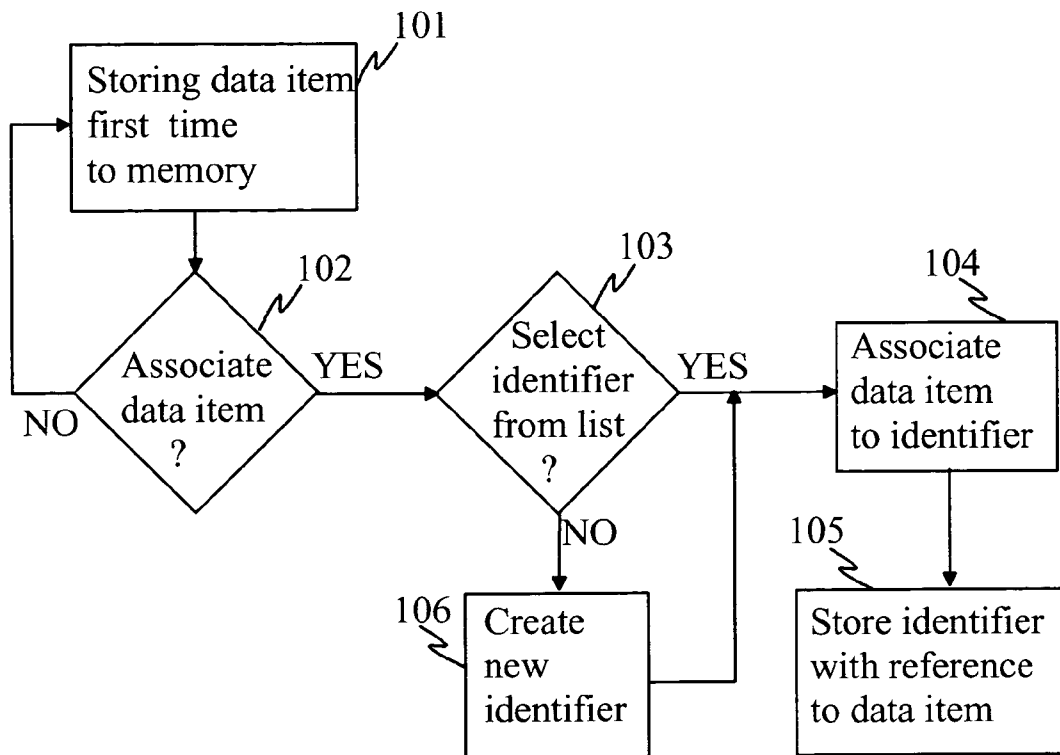 101
Storing data item
first time
to memory
102
Associate
data item
?
YES
NO
103
Select
identifier
from list
?
YES
NO
104
Associate
data item
to identifier
105
Store identifier
with reference
to data item
106
Create
new
identifier